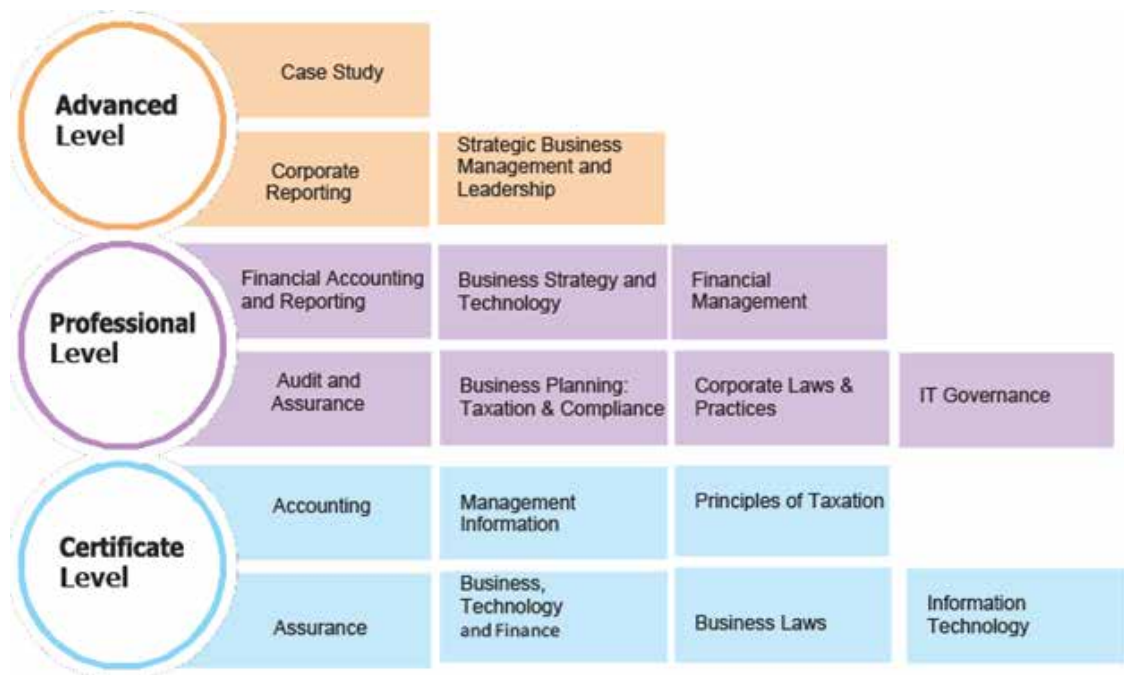 Advanced
Level
Case Study
Corporate
Reporting
Strategic Business
Management and
Leadership
Professional
Level
Financial Accounting
and Reporting
Business Strategy and
Technology
Financial
Management
Audit and
Assurance
Business Planning:
Taxation & Compliance
Corporate Laws &
Practices
IT Governance
Certificate
Level
Accounting
Management
Information
Principles of Taxation
Assurance
Business,
Technology
and Finance
Business Laws
Information
Technology